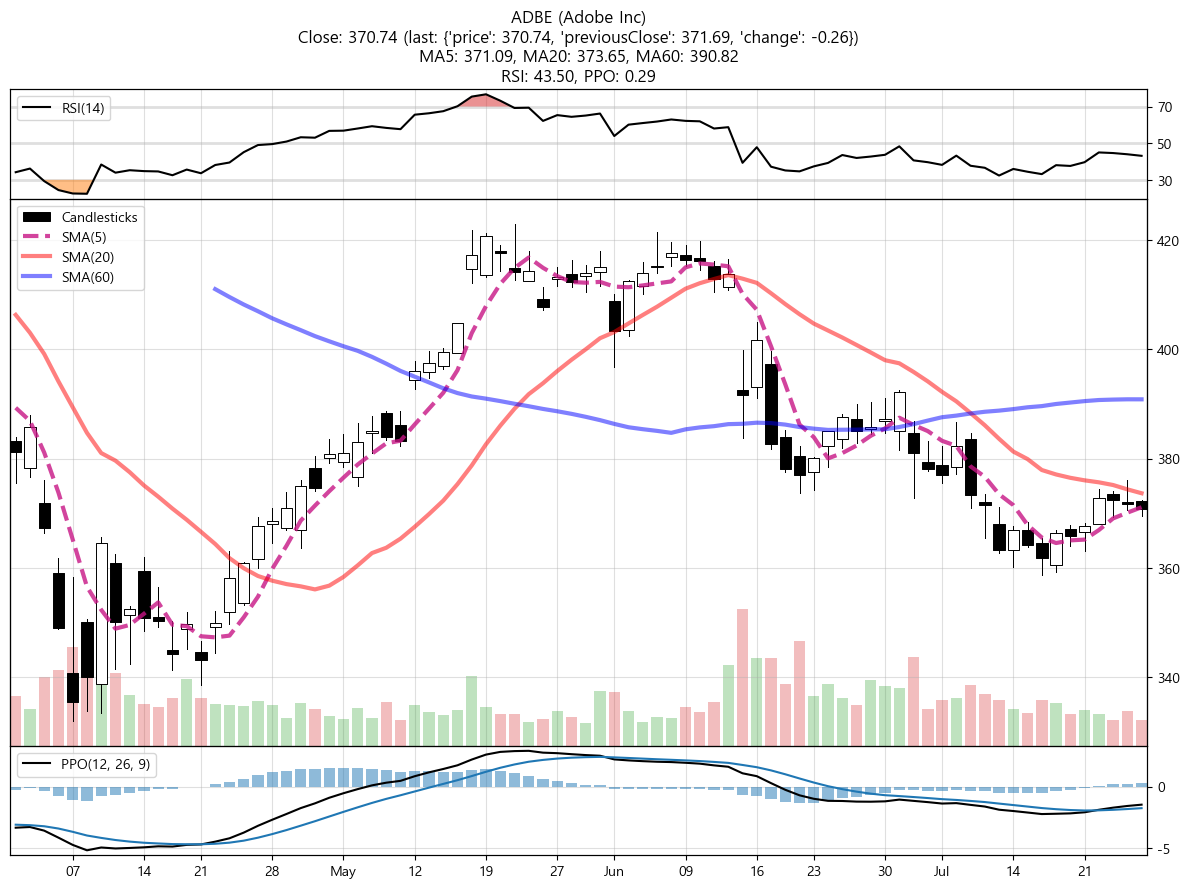 ADBE (Adobe Inc)
Close: 370.74 (last: {'price': 370.74, 'previousClose': 371.69, 'change': -0.26})
MA5: 371.09, MA20: 373.65, MA60: 390.82
RSI: 43.50, PPO: 0.29
RSI(14)
70
50
30
Candlesticks
SMA(5)
SMA(20)
SMA(60)
420
400
380
360
340
PPO(12, 26, 9)
0
-5
07 14 21 28 May 12 19 27 Jun 09 16 23 30 Jul 14 21